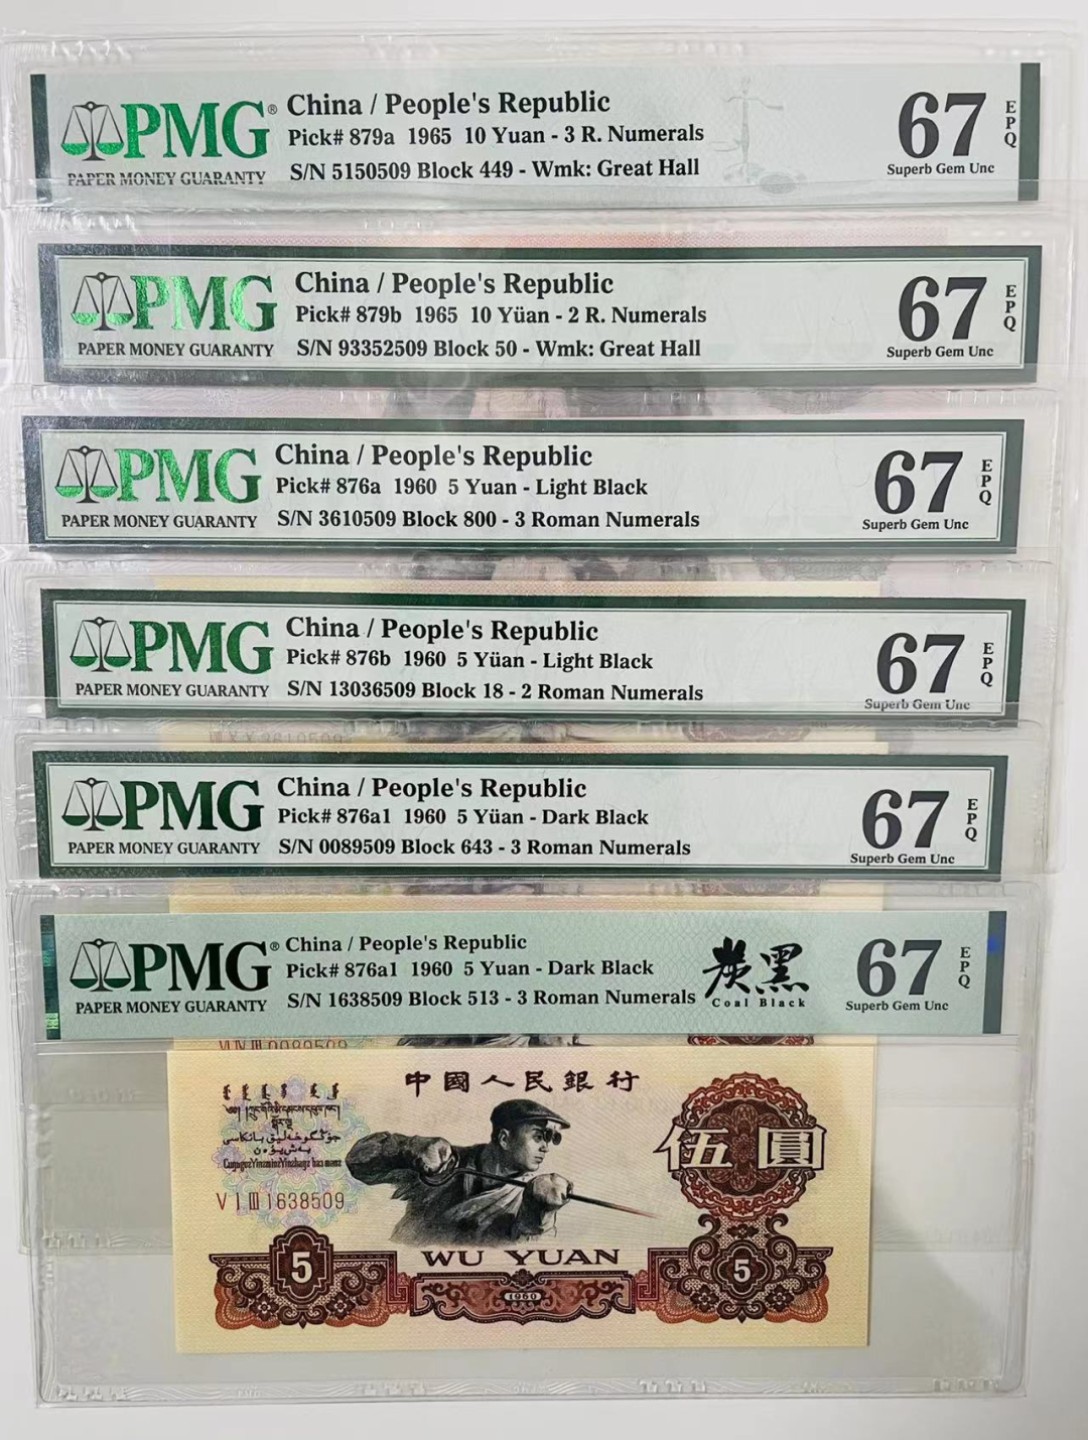 PMG®
PAPER MONEY GUARANTY
China / People's Republic
Pick# 879a 1965 10 Yuan - 3 R. Numerals
S/N 5150509 Block 449 - Wmk: Great Hall
67
EPQ
Superb Gem Unc
PMG
PAPER MONEY GUARANTY
China / People's Republic
Pick# 879b 1965 10 Yüan - 2 R. Numerals
S/N 93352509 Block 50 - Wmk: Great Hall
67
EPQ
Superb Gem Unc
PMG
PAPER MONEY GUARANTY
China / People's Republic
Pick# 876a 1960 5 Yuan - Light Black
S/N 3610509 Block 800 - 3 Roman Numerals
67
EPQ
Superb Gem Unc
PMG
PAPER MONEY GUARANTY
China / People's Republic
Pick# 876b 1960 5 Yüan - Light Black
S/N 13036509 Block 18 - 2 Roman Numerals
67
EPQ
Superb Gem Unc
3610509
PMG
PAPER MONEY GUARANTY
China / People's Republic
Pick# 876a1 1960 5 Yüan - Dark Black
S/N 0089509 Block 643 - 3 Roman Numerals
67
EPQ
Superb Gem Unc
PMG®
PAPER MONEY GUARANTY
China / People's Republic
Pick# 876a1 1960 5 Yuan - Dark Black
S/N 1638509 Block 513 - 3 Roman Numerals
炭黑
Coal Black
67
EPQ
Superb Gem Unc
VI IV III 0089509
中國人民銀行
伍圓
V I III 1638509
WU YUAN
5
5
1960